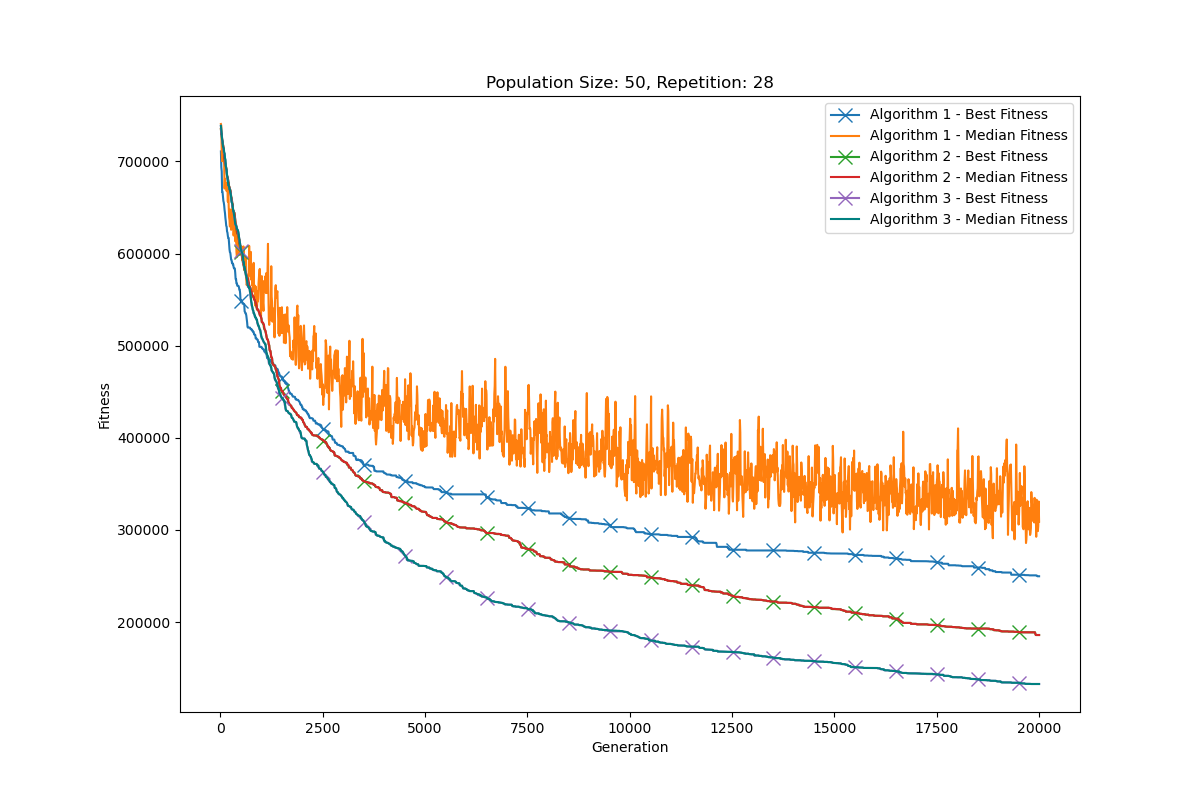 Population Size: 50, Repetition: 28
Algorithm 1 - Best Fitness
Algorithm 1 - Median Fitness
Algorithm 2 - Best Fitness
Algorithm 2 - Median Fitness
Algorithm 3 - Best Fitness
Algorithm 3 - Median Fitness
700000
600000
500000
400000
300000
200000
Fitness
0 2500 5000 7500 10000 12500 15000 17500 20000
Generation